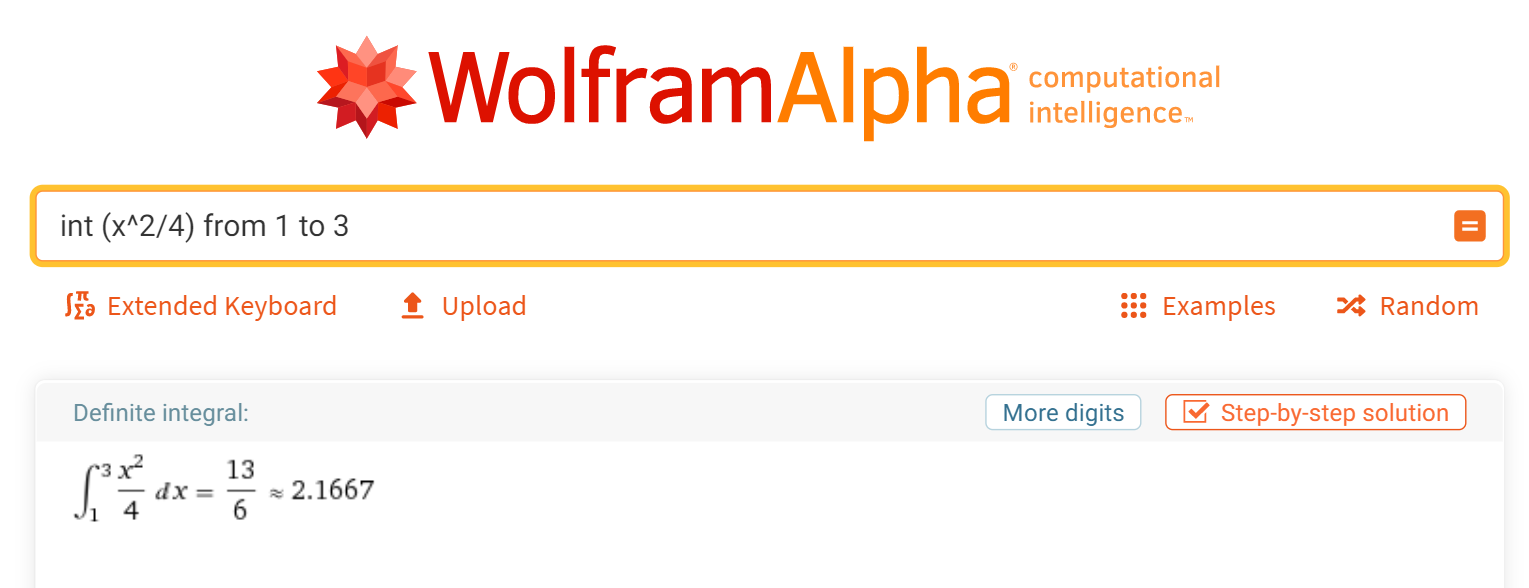 WolframAlpha® computational intelligence™
int (x^2/4) from 1 to 3
Extended Keyboard Upload Examples Random
Definite integral: More digits Step-by-step solution
∫₁³ x²/4 dx = 13/6 ≈ 2.1667